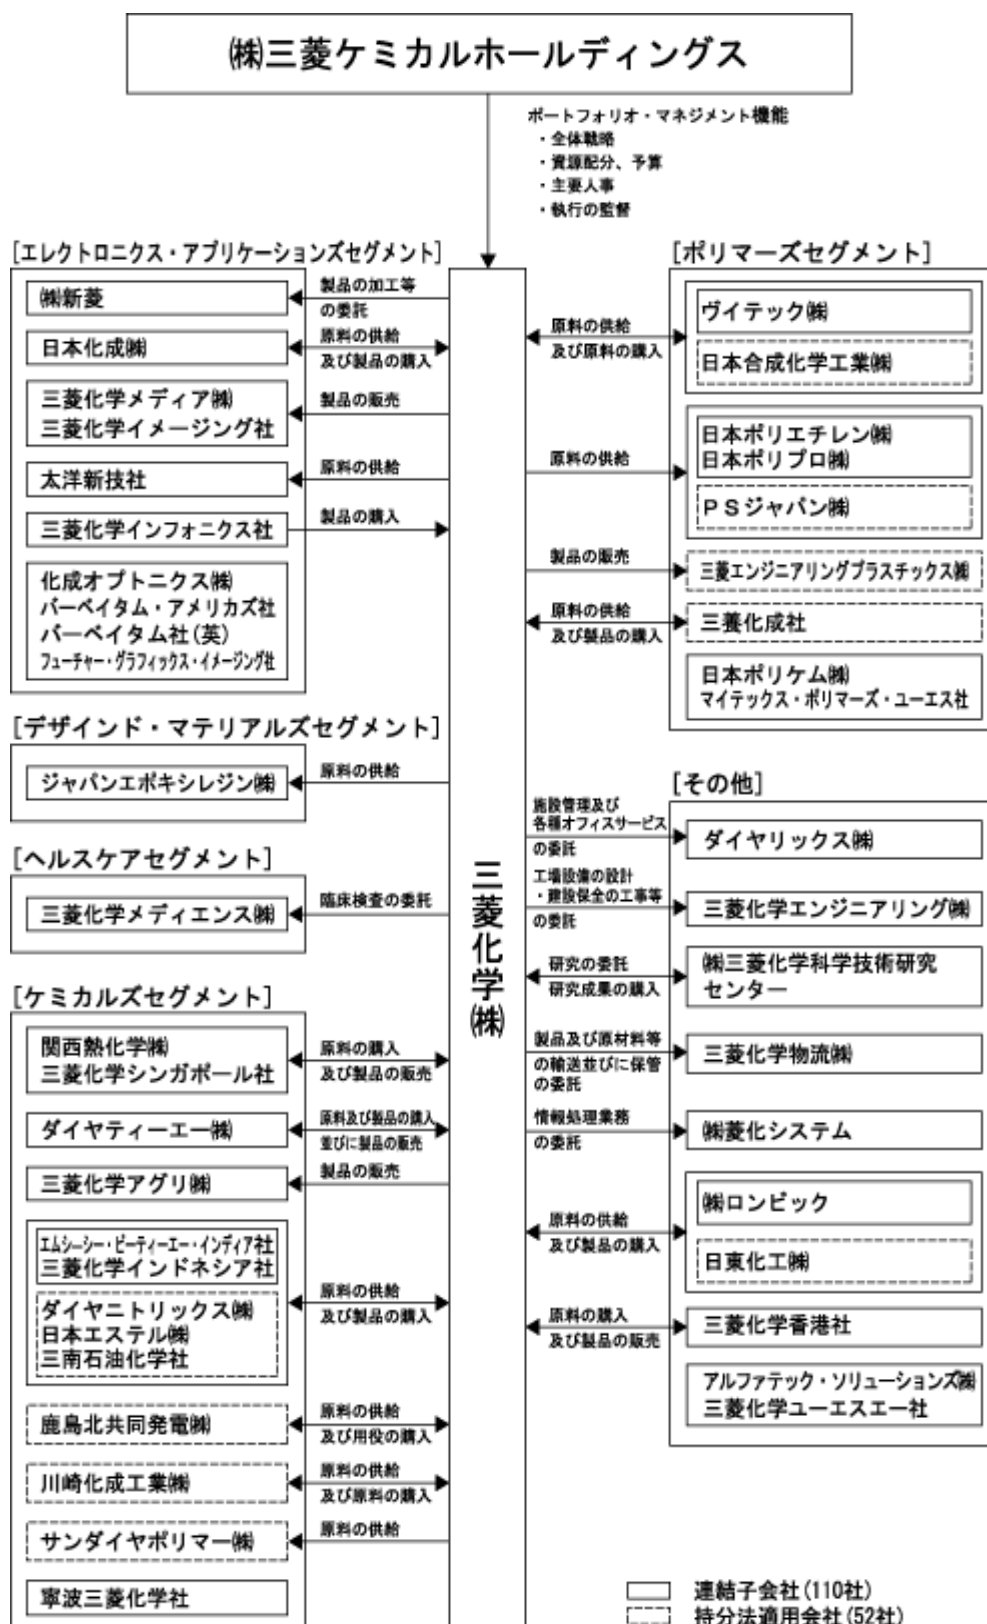 ㈱三菱ケミカルホールディングス
ポートフォリオ・マネジメント機能
・全体戦略
・資源配分、予算
・主要人事
・執行の監督
[エレクトロニクス・アプリケーションズセグメント]
㈱新菱
製品の加工等
の委託
日本化成㈱
原料の供給
及び製品の購入
三菱化学メディア㈱
三菱化学イメージング社
製品の販売
太洋新技社
原料の供給
三菱化学インフォニクス社
製品の購入
化成オプトニクス㈱
バーベイタム・アメリカズ社
バーベイタム社(英)
フューチャー・グラフィックス・イメージング社
[デザインド・マテリアルズセグメント]
ジャパンエポキシレジン㈱
原料の供給
[ヘルスケアセグメント]
三菱化学メディエンス㈱
臨床検査の委託
[ケミカルズセグメント]
関西熱化学㈱
三菱化学シンガポール社
原料の購入
及び製品の販売
ダイヤティーエー㈱
原料及び製品の購入
並びに製品の販売
三菱化学アグリ㈱
製品の販売
エムシーシー・ピーティーエー・インディア社
三菱化学インドネシア社
ダイヤニトリックス㈱
日本エステル㈱
三南石油化学社
原料の供給
及び製品の購入
鹿島北共同発電㈱
原料の供給
及び用役の購入
川崎化成工業㈱
原料の供給
及び原料の購入
サンダイヤポリマー㈱
原料の供給
寧波三菱化学社
三菱化学㈱
[ポリマーズセグメント]
原料の供給
及び原料の購入
ヴイテック㈱
日本合成化学工業㈱
原料の供給
日本ポリエチレン㈱
日本ポリプロ㈱
ＰＳジャパン㈱
製品の販売
三菱エンジニアリングプラスチックス㈱
原料の供給
及び製品の購入
三養化成社
日本ポリケム㈱
マイテックス・ポリマーズ・ユーエス社
[その他]
施設管理及び
各種オフィスサービス
の委託
ダイヤリックス㈱
工場設備の設計
・建設保全の工事等
の委託
三菱化学エンジニアリング㈱
研究の委託
研究成果の購入
㈱三菱化学科学技術研究
センター
製品及び原材料等
の輸送並びに保管
の委託
三菱化学物流㈱
情報処理業務
の委託
㈱菱化システム
原料の供給
及び製品の購入
㈱ロンビック
日東化工㈱
原料の購入
及び製品の販売
三菱化学香港社
アルファテック・ソリューションズ㈱
三菱化学ユーエスエー社
連結子会社(110社)
持分法適用会社(52社)